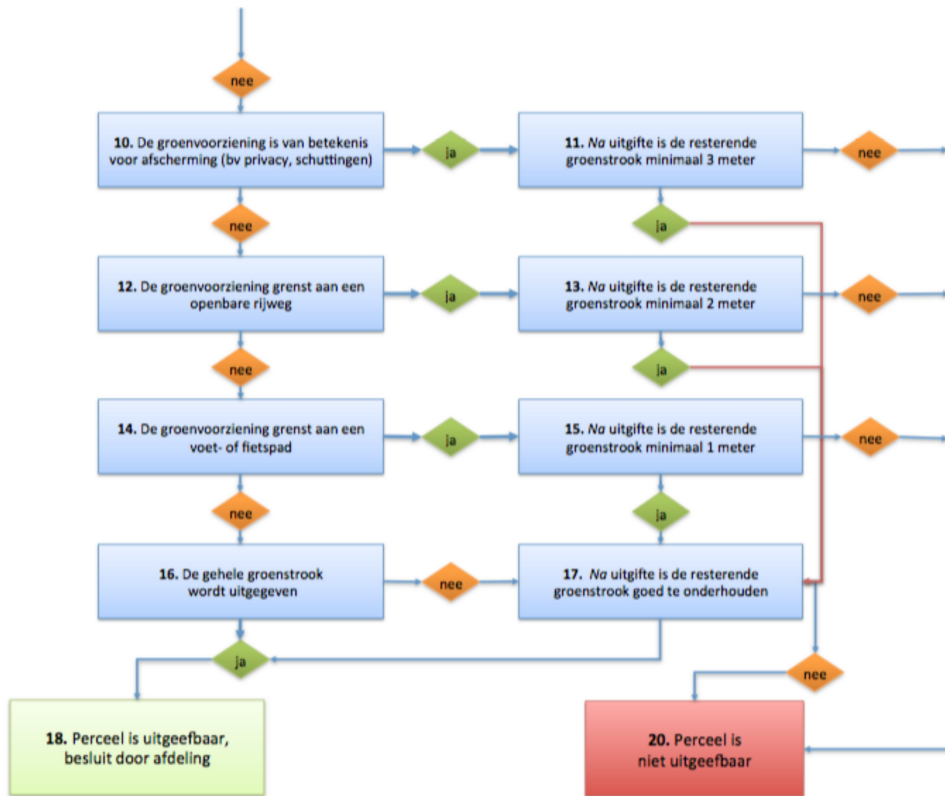 nee
10. De groenvoorziening is van betekenis
voor afscherming (bv privacy, schuttingen)
ja
11. Na uitgifte is de resterende
groenstrook minimaal 3 meter
nee
nee
ja
12. De groenvoorziening grenst aan een
openbare rijweg
ja
13. Na uitgifte is de resterende
groenstrook minimaal 2 meter
nee
nee
ja
14. De groenvoorziening grenst aan een
voet- of fietspad
ja
15. Na uitgifte is de resterende
groenstrook minimaal 1 meter
nee
nee
ja
16. De gehele groenstrook
wordt uitgegeven
nee
17. Na uitgifte is de resterende
groenstrook goed te onderhouden
ja
nee
18. Perceel is uitgeefbaar,
besluit door afdeling
20. Perceel is
niet uitgeefbaar